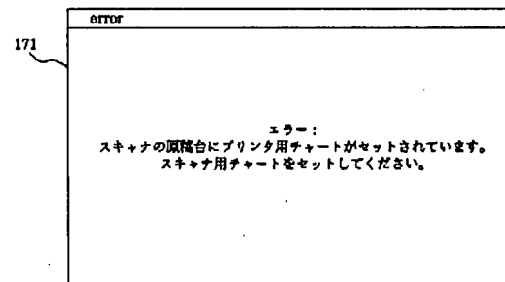 error
171
エラー：
スキャナの原稿台にプリンタ用チャートがセットされています。
スキャナ用チャートをセットしてください。